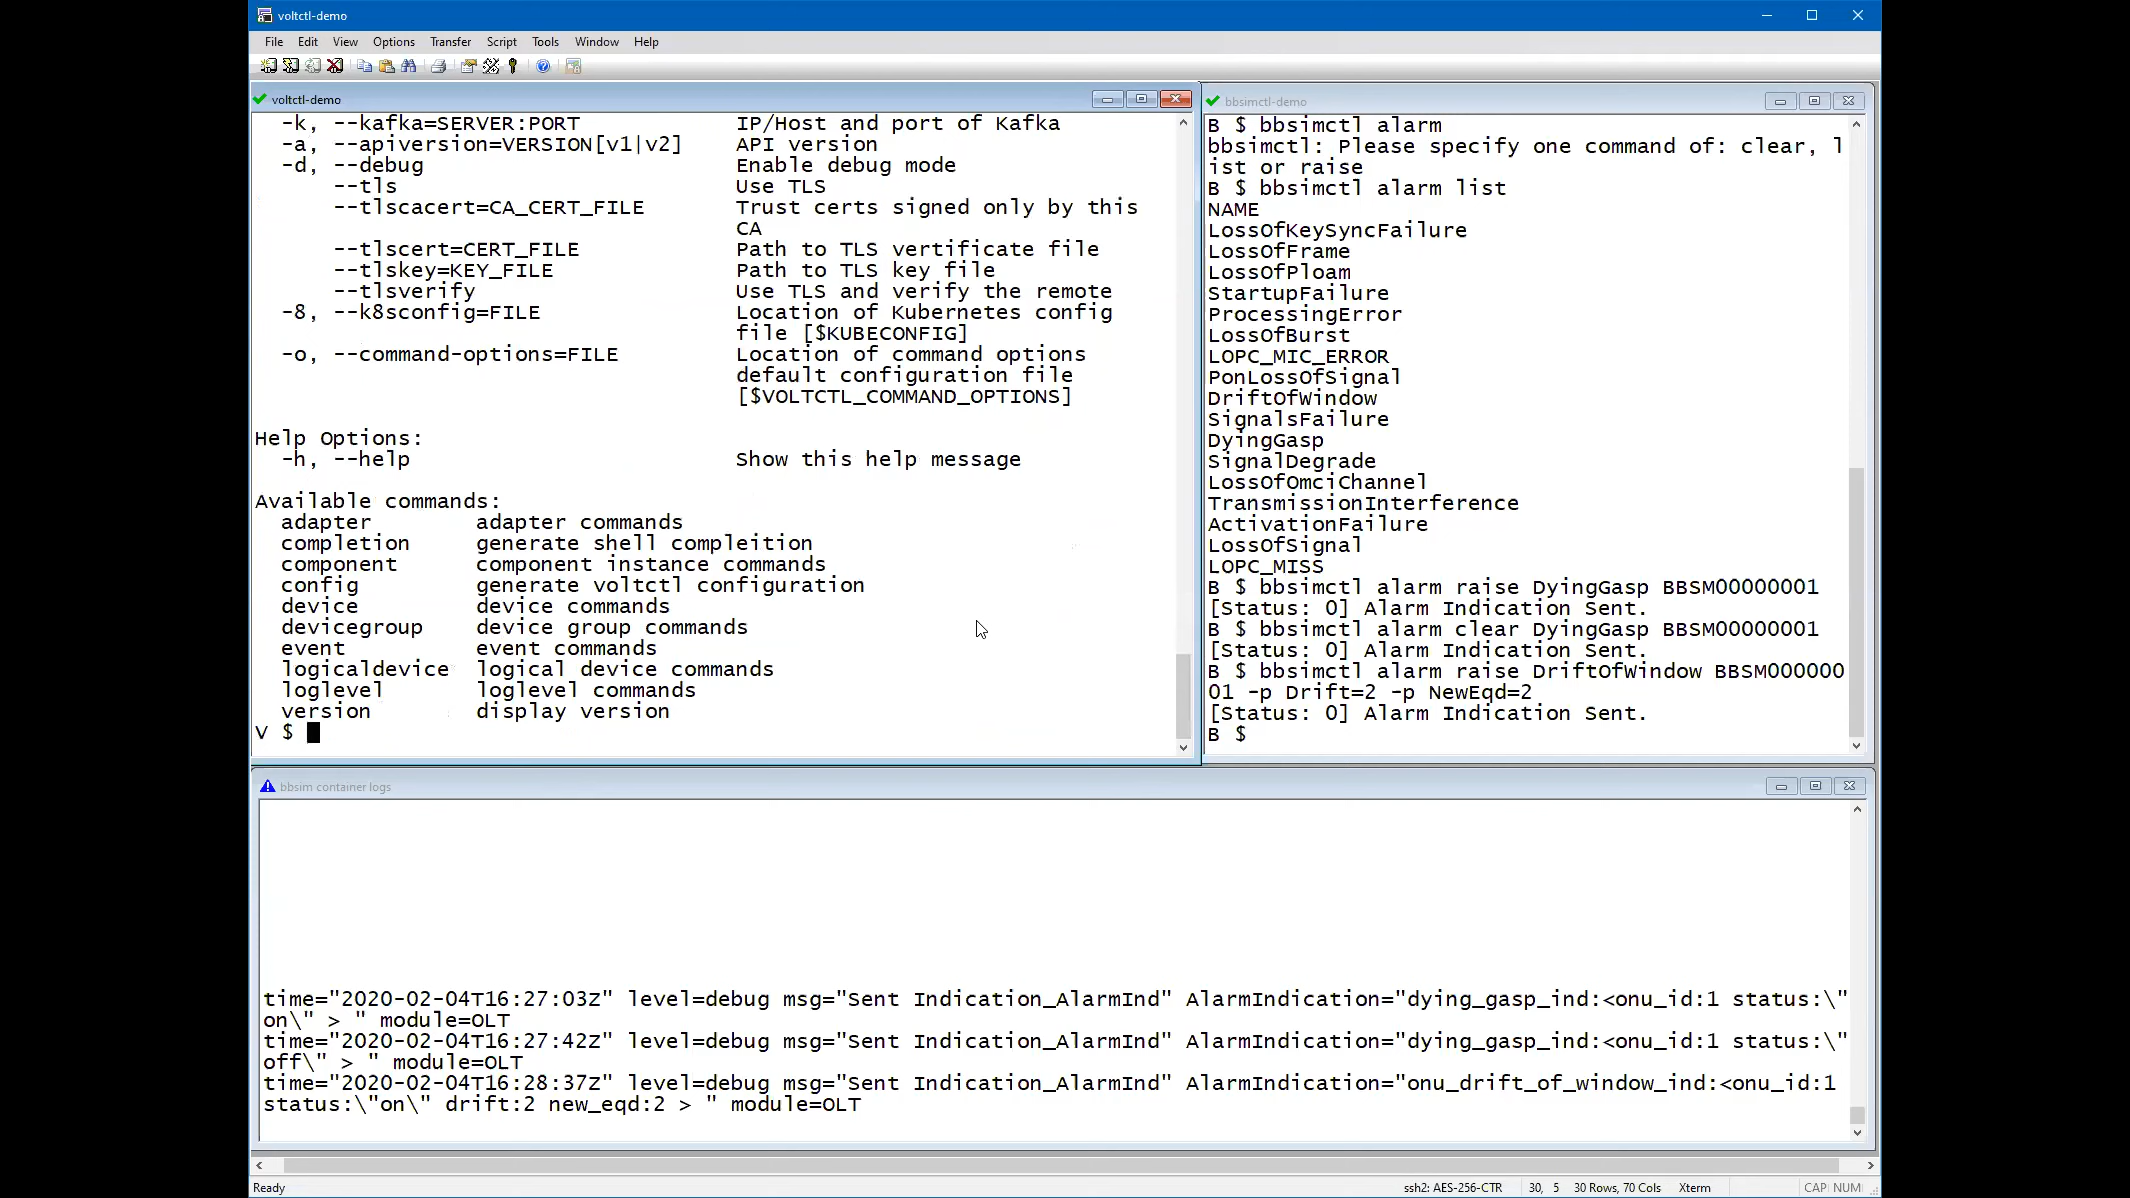 voltctl-demo
File Edit View Options Transfer Script Tools Window Help
voltctl-demo
-k, --kafka=SERVER:PORT IP/Host and port of Kafka
-a, --apiversion=VERSION[v1|v2] API version
-d, --debug Enable debug mode
--tls Use TLS
--tlscacert=CA_CERT_FILE Trust certs signed only by this
CA
--tlscert=CERT_FILE Path to TLS vertificate file
--tlskey=KEY_FILE Path to TLS key file
--tlsverify Use TLS and verify the remote
-8, --k8sconfig=FILE Location of Kubernetes config
file [$KUBECONFIG]
-o, --command-options=FILE Location of command options
default configuration file
[$VOLTCTL_COMMAND_OPTIONS]
Help Options:
-h, --help Show this help message
Available commands:
adapter adapter commands
completion generate shell compleition
component component instance commands
config generate voltctl configuration
device device commands
devicegroup device group commands
event event commands
logicaldevice logical device commands
loglevel loglevel commands
version display version
V $
bbsimctl-demo
B $ bbsimctl alarm
bbsimctl: Please specify one command of: clear, l
ist or raise
B $ bbsimctl alarm list
NAME
LossOfKeySyncFailure
LossOfFrame
LossOfPloam
StartupFailure
ProcessingError
LossOfBurst
LOPC_MIC_ERROR
PonLossOfSignal
DriftOfWindow
SignalsFailure
DyingGasp
SignalDegrade
LossOfOmciChannel
TransmissionInterference
ActivationFailure
LossOfSignal
LOPC_MISS
B $ bbsimctl alarm raise DyingGasp BBSM00000001
[Status: 0] Alarm Indication Sent.
B $ bbsimctl alarm clear DyingGasp BBSM00000001
[Status: 0] Alarm Indication Sent.
B $ bbsimctl alarm raise DriftOfWindow BBSM000000
01 -p Drift=2 -p NewEqd=2
[Status: 0] Alarm Indication Sent.
B $
bbsim container logs
time="2020-02-04T16:27:03Z" level=debug msg="Sent Indication_AlarmInd" AlarmIndication="dying_gasp_ind:<onu_id:1 status:\"
on\" > " module=OLT
time="2020-02-04T16:27:42Z" level=debug msg="Sent Indication_AlarmInd" AlarmIndication="dying_gasp_ind:<onu_id:1 status:\"
off\" > " module=OLT
time="2020-02-04T16:28:37Z" level=debug msg="Sent Indication_AlarmInd" AlarmIndication="onu_drift_of_window_ind:<onu_id:1
status:\"on\" drift:2 new_eqd:2 > " module=OLT
Ready ssh2: AES-256-CTR 30, 5 30 Rows, 70 Cols Xterm CAP NUM